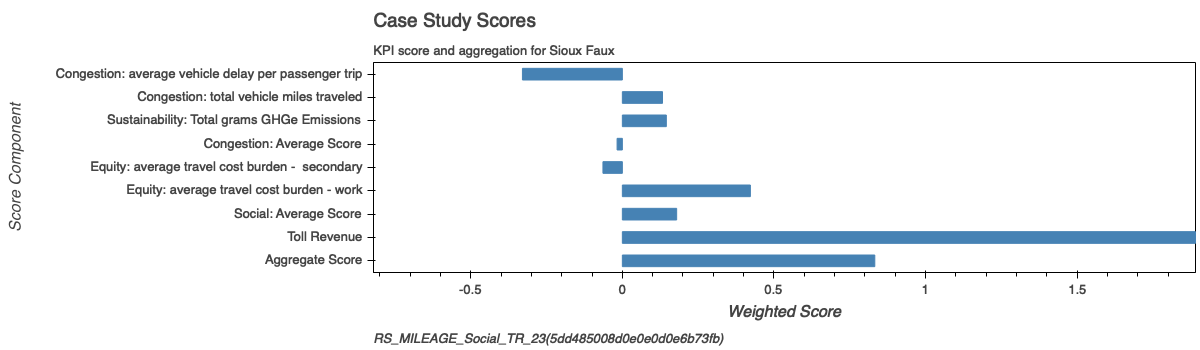 Case Study Scores
KPI score and aggregation for Sioux Faux
Score Component
Congestion: average vehicle delay per passenger trip
Congestion: total vehicle miles traveled
Sustainability: Total grams GHGe Emissions
Congestion: Average Score
Equity: average travel cost burden -  secondary
Equity: average travel cost burden - work
Social: Average Score
Toll Revenue
Aggregate Score
-0.5 0 0.5 1 1.5
Weighted Score
RS_MILEAGE_Social_TR_23(5dd485008d0e0e0d0e6b73fb)